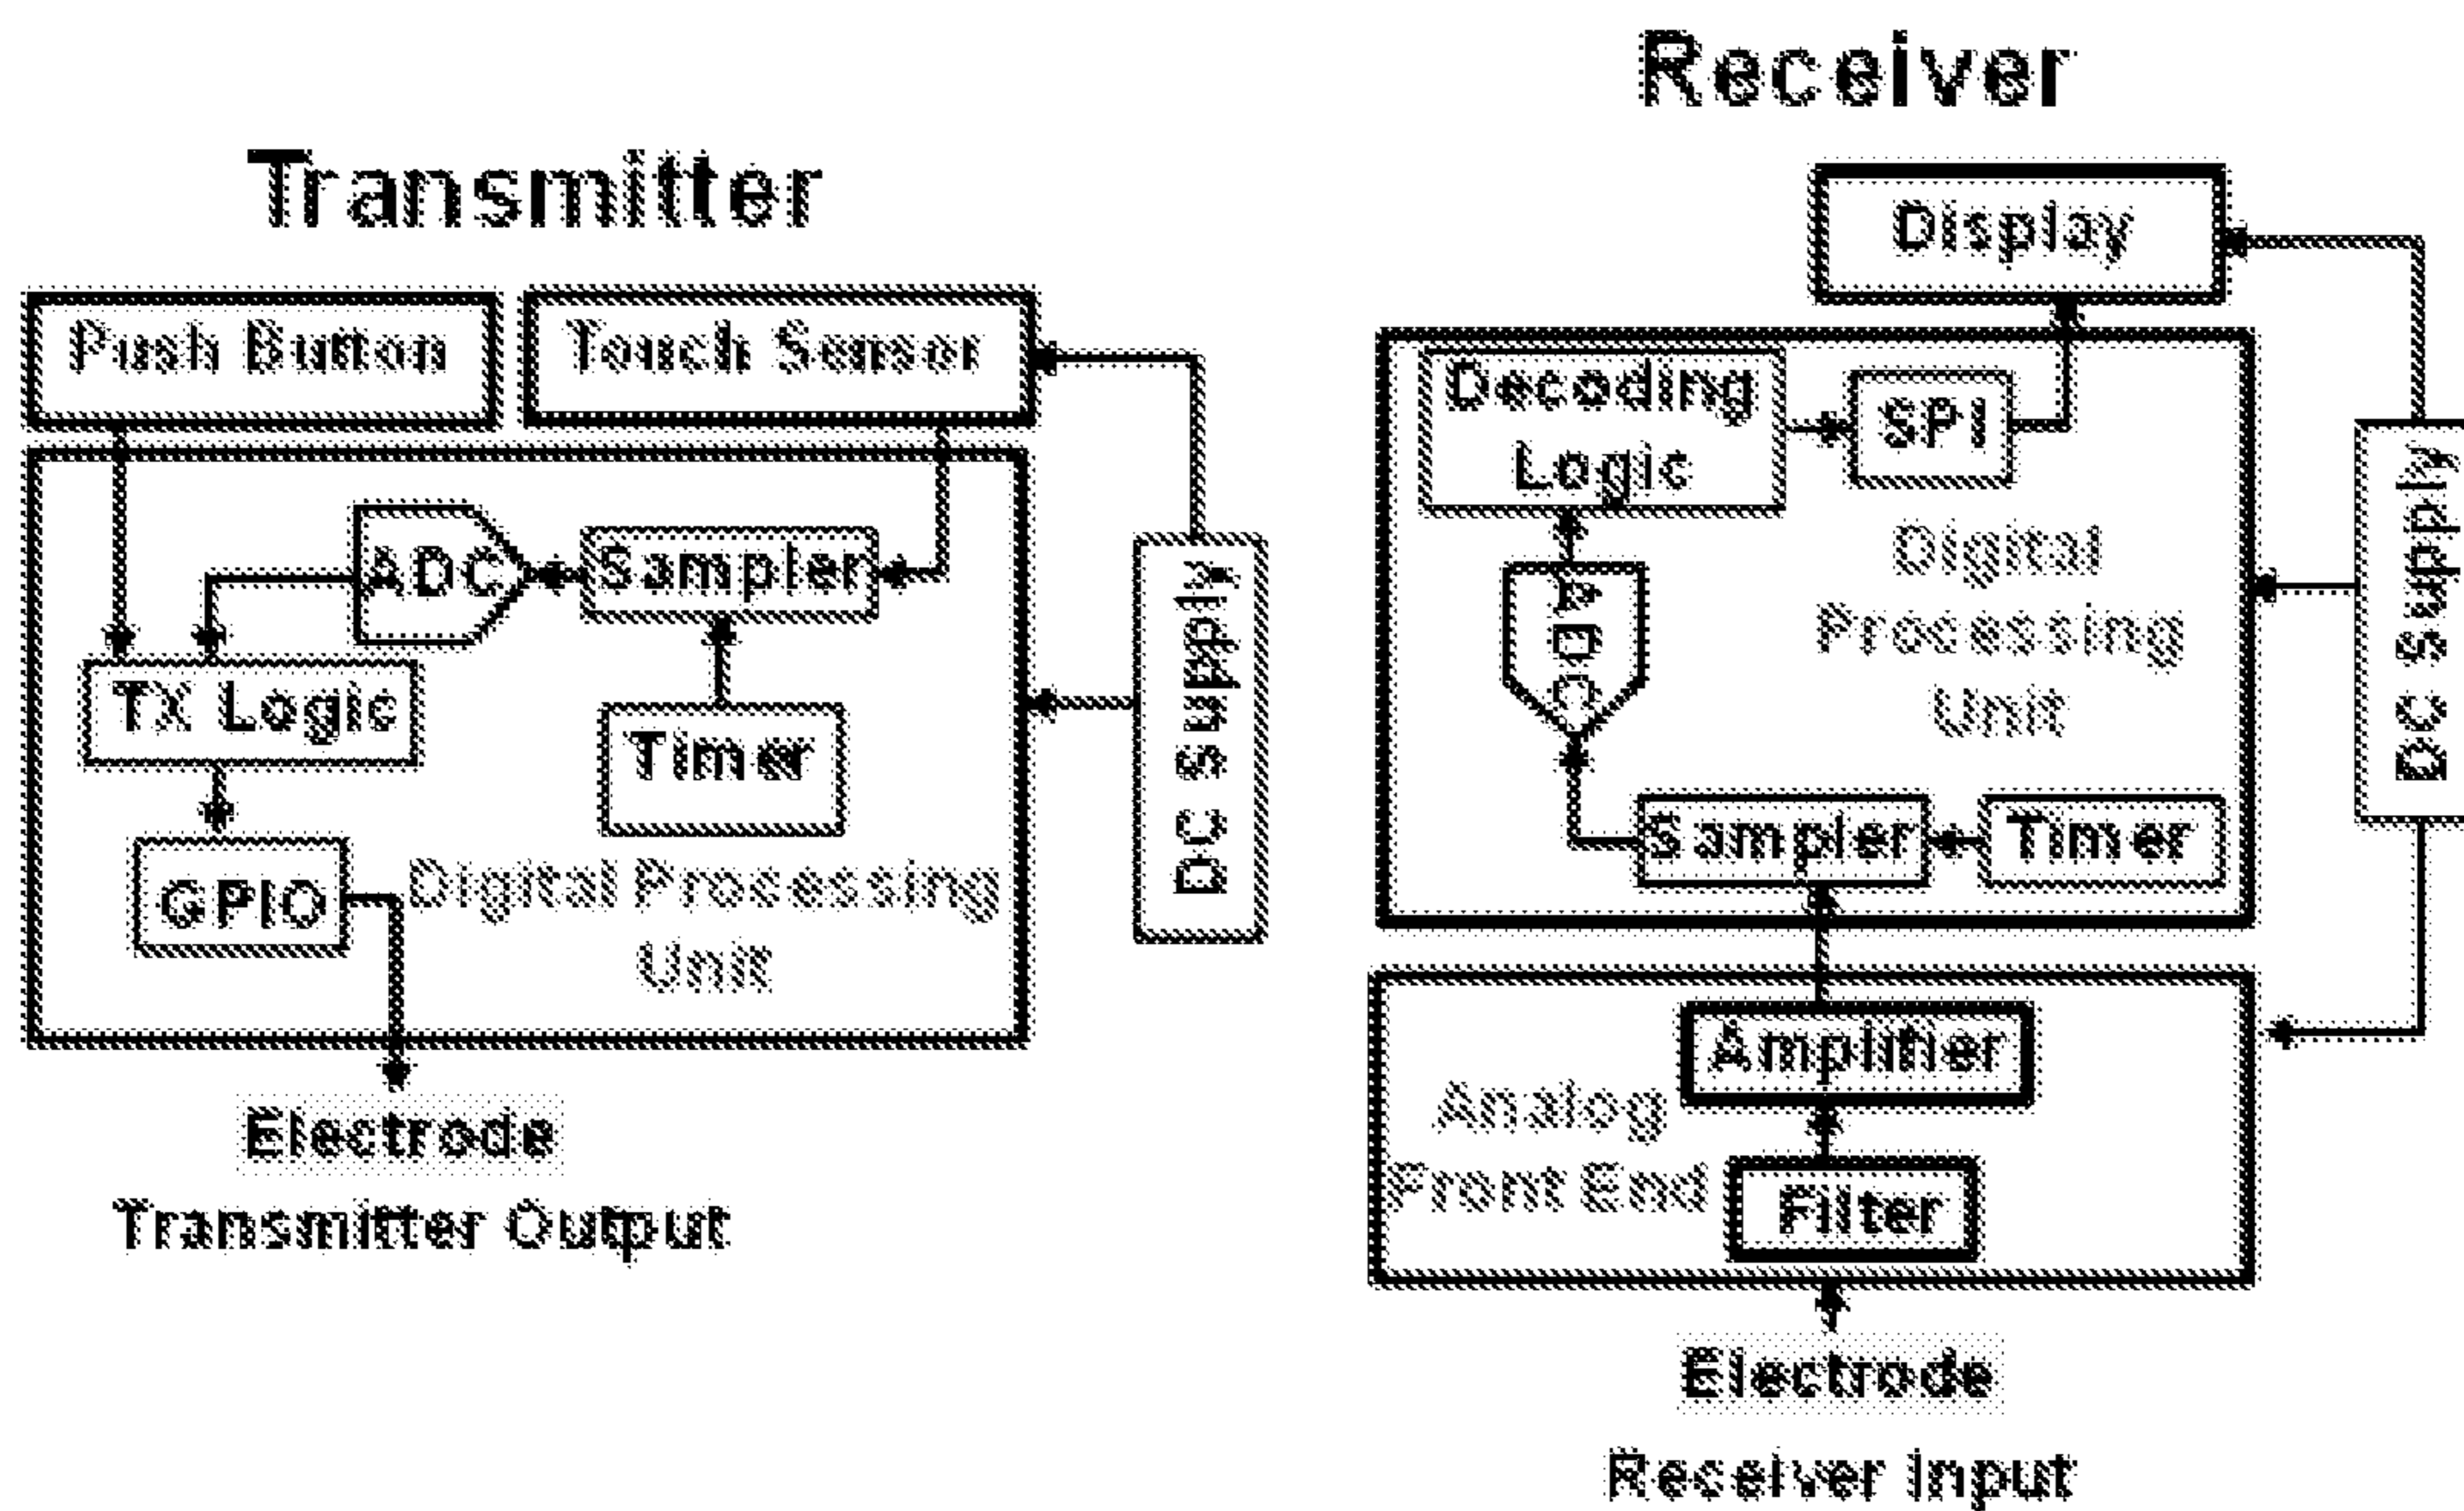 Transmitter
Push Button
Touch Sensor
ADC
Sampler
TX Logic
Timer
GPIO
Digital Processing
Unit
DC supply
Electrode
Transmitter Output
Receiver
Display
Decoding
Logic
SPI
ADC
Digital
Processing
Unit
Sampler
Timer
DC supply
Amplifier
Analog
Front End
Filter
Electrode
Receiver Input